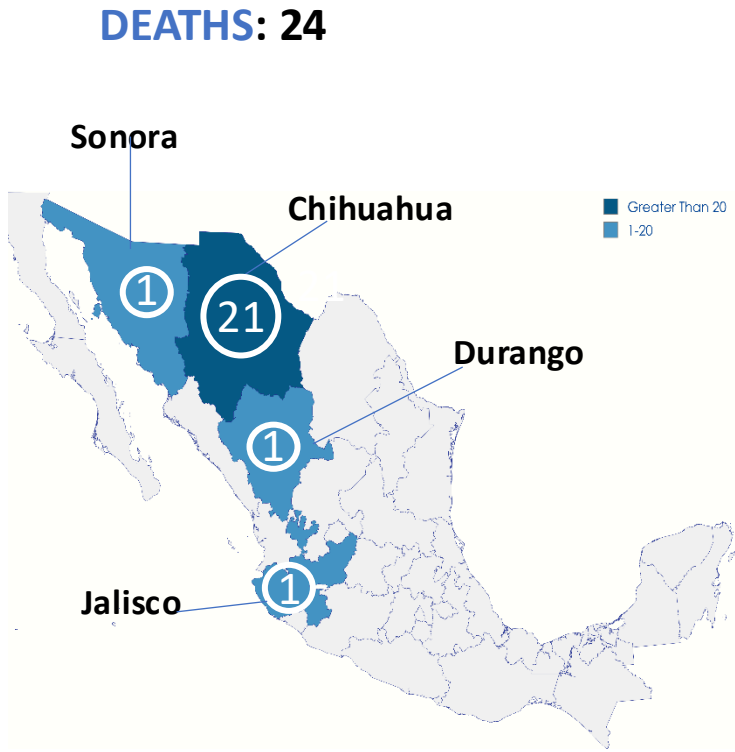 DEATHS: 24
Sonora
Chihuahua
Greater Than 20
1-20
1
21
Durango
1
Jalisco
1